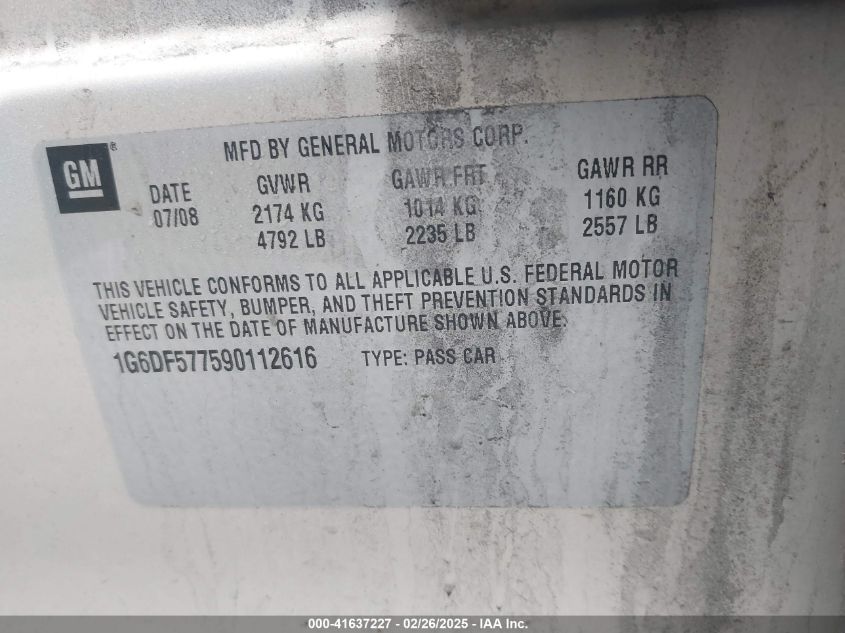 GM®
MFD BY GENERAL MOTORS CORP.
DATE GVWR GAWR FRT GAWR RR
07/08 2174 KG 1014 KG 1160 KG
4792 LB 2235 LB 2557 LB
THIS VEHICLE CONFORMS TO ALL APPLICABLE U.S. FEDERAL MOTOR
VEHICLE SAFETY, BUMPER, AND THEFT PREVENTION STANDARDS IN
EFFECT ON THE DATE OF MANUFACTURE SHOWN ABOVE.
1G6DF577590112616 TYPE: PASS CAR
000-41637227 - 02/26/2025 - IAA Inc.